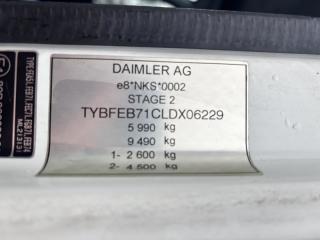 DAIMLER AG
e8*NKS*0002
STAGE 2
TYBFEB71CLDX06229
5 990 kg
9 490 kg
1- 2 600 kg
2- 4 500 kg